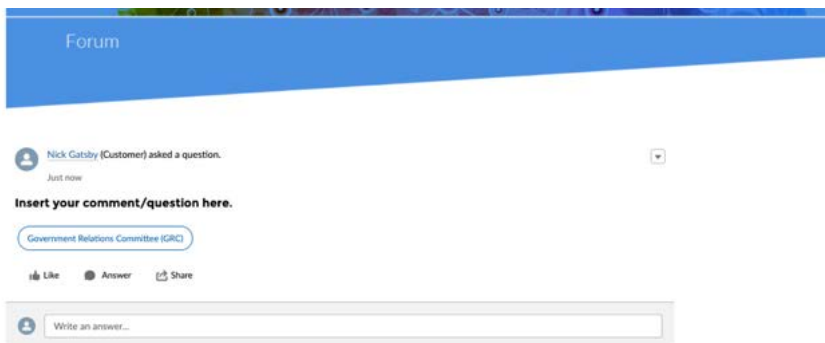 Forum
Nick Gatsby (Customer) asked a question.
Just now
Insert your comment/question here.
Government Relations Committee (GRC)
Like Answer Share
Write an answer...